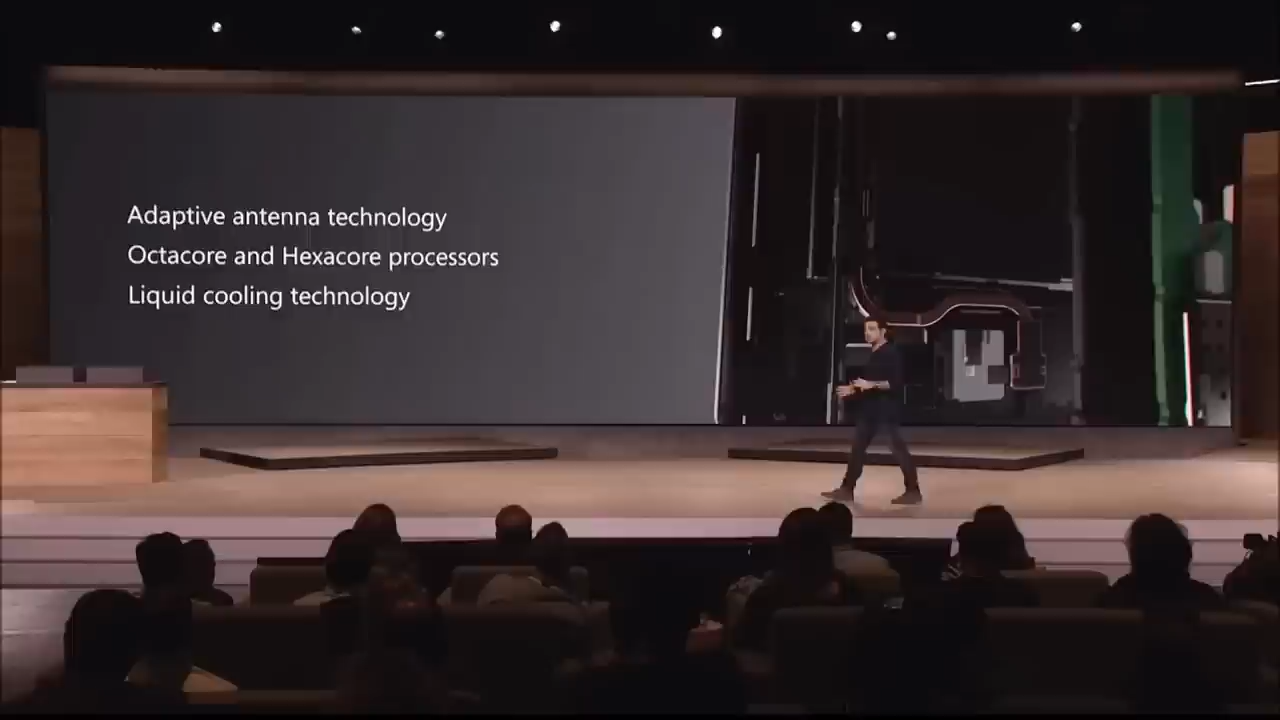 Adaptive antenna technology
Octacore and Hexacore processors
Liquid cooling technology